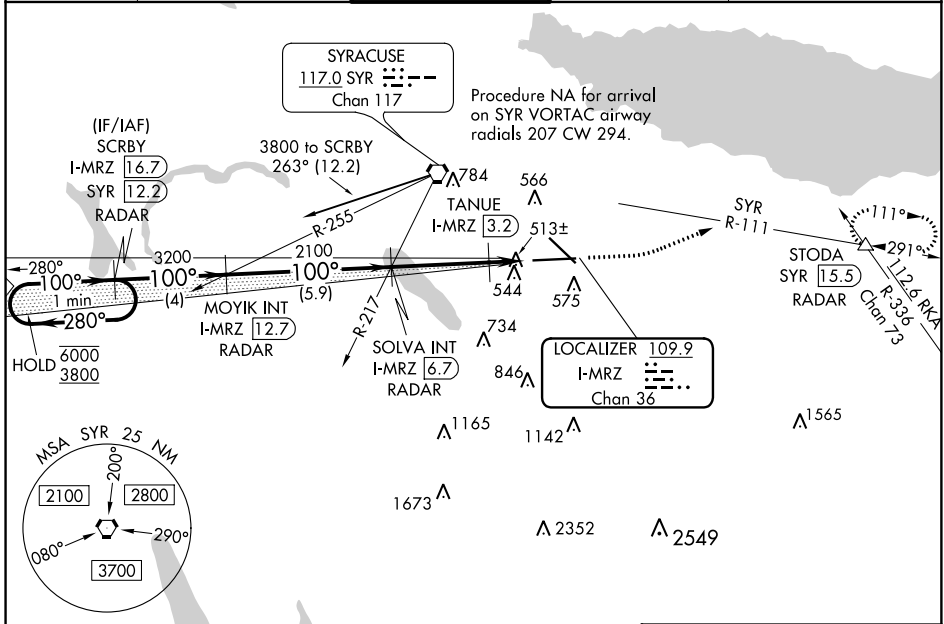 SYRACUSE
117.0 SYR
Chan 117
Procedure NA for arrival
on SYR VORTAC airway
radials 207 CW 294.
(IF/IAF)
SCRBY
I-MRZ 16.7
SYR 12.2
RADAR
3800 to SCRBY
263° (12.2)
784
566
TANUE
I-MRZ 3.2
513±
R-255
SYR
R-111
111°
291°
STODA
SYR 15.5
RADAR
112.6 RKA
R-336
Chan 73
280°
100°
3200
100°
(4)
2100
100°
(5.9)
1 min
280°
MOYIK INT
I-MRZ 12.7
RADAR
R-217
544
575
HOLD 6000
3800
SOLVA INT
I-MRZ 6.7
RADAR
734
846
LOCALIZER 109.9
I-MRZ
Chan 36
1165
1142
1565
1673
2352
2549
MSA SYR 25 NM
200°
2100
2800
080°
290°
3700